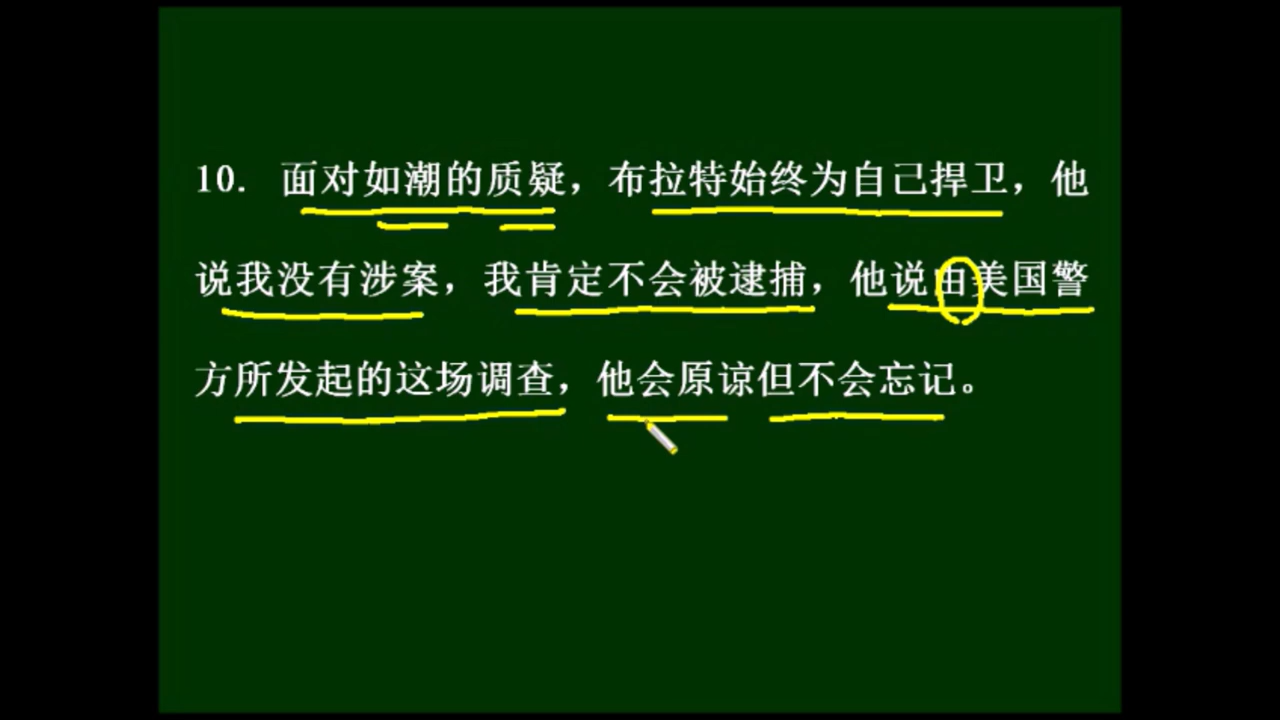 10. 面对如潮的质疑，布拉特始终为自己捍卫，他
说我没有涉案，我肯定不会被逮捕，他说由美国警
方所发起的这场调查，他会原谅但不会忘记。